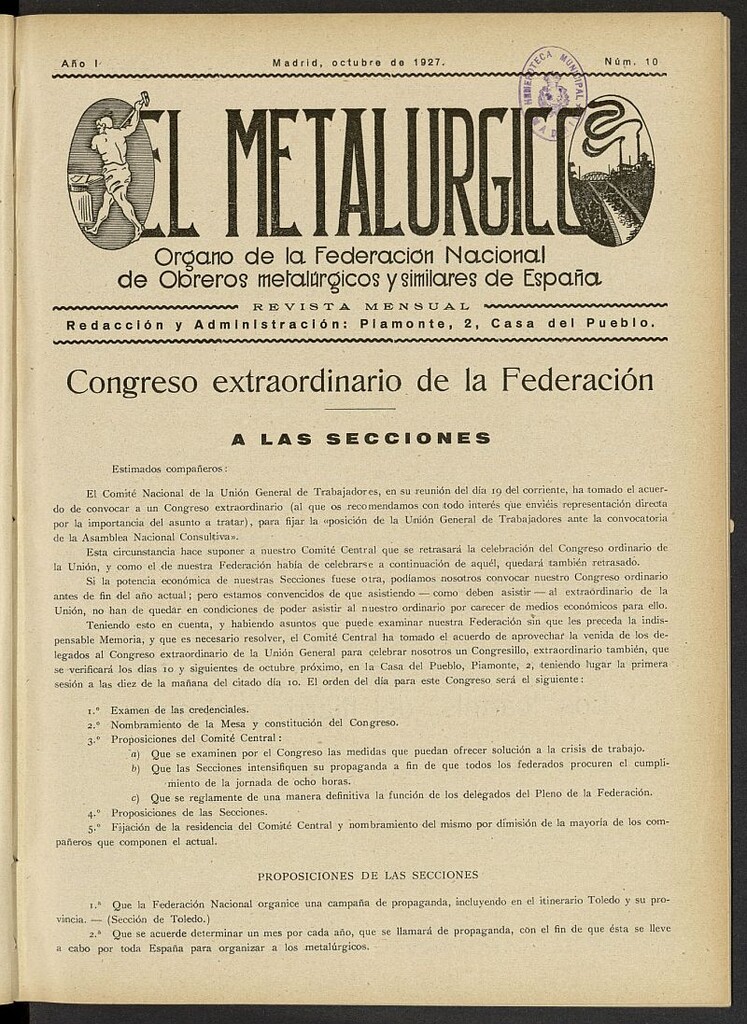 Año I
Madrid, octubre de 1927.
Núm. 10
HEMEROTECA MUNICIPAL
MADRID
EL METALURGICO
Organo de la Federación Nacional
de Obreros metalúrgicos y similares de España
REVISTA MENSUAL
Redacción y Administración: Piamonte, 2, Casa del Pueblo.
Congreso extraordinario de la Federación
A LAS SECCIONES
Estimados compañeros:
El Comité Nacional de la Unión General de Trabajadores, en su reunión del día 19 del corriente, ha tomado el acuer-
do de convocar a un Congreso extraordinario (al que os recomendamos con todo interés que enviéis representación directa
por la importancia del asunto a tratar), para fijar la «posición de la Unión General de Trabajadores ante la convocatoria
de la Asamblea Nacional Consultiva».
Esta circunstancia hace suponer a nuestro Comité Central que se retrasará la celebración del Congreso ordinario de
la Unión, y como el de nuestra Federación había de celebrarse a continuación de aquél, quedará también retrasado.
Si la potencia económica de nuestras Secciones fuese otra, podíamos nosotros convocar nuestro Congreso ordinario
antes de fin del año actual; pero estamos convencidos de que asistiendo — como deben asistir — al extraordinario de la
Unión, no han de quedar en condiciones de poder asistir al nuestro ordinario por carecer de medios económicos para ello.
Teniendo esto en cuenta, y habiendo asuntos que puede examinar nuestra Federación sin que les preceda la indis-
pensable Memoria, y que es necesario resolver, el Comité Central ha tomado el acuerdo de aprovechar la venida de los de-
legados al Congreso extraordinario de la Unión General para celebrar nosotros un Congresillo, extraordinario también, que
se verificará los días 10 y siguientes de octubre próximo, en la Casa del Pueblo, Piamonte, 2, teniendo lugar la primera
sesión a las diez de la mañana del citado día 10. El orden del día para este Congreso será el siguiente:
1.º Examen de las credenciales.
2.º Nombramiento de la Mesa y constitución del Congreso.
3.º Proposiciones del Comité Central:
a) Que se examinen por el Congreso las medidas que puedan ofrecer solución a la crisis de trabajo.
b) Que las Secciones intensifiquen su propaganda a fin de que todos los federados procuren el cumpli-
miento de la jornada de ocho horas.
c) Que se reglamente de una manera definitiva la función de los delegados del Pleno de la Federación.
4.º Proposiciones de las Secciones.
5.º Fijación de la residencia del Comité Central y nombramiento del mismo por dimisión de la mayoría de los com-
pañeros que componen el actual.
PROPOSICIONES DE LAS SECCIONES
1.ª Que la Federación Nacional organice una campaña de propaganda, incluyendo en el itinerario Toledo y su pro-
vincia. — (Sección de Toledo.)
2.ª Que se acuerde determinar un mes por cada año, que se llamará de propaganda, con el fin de que ésta se lleve
a cabo por toda España para organizar a los metalúrgicos.